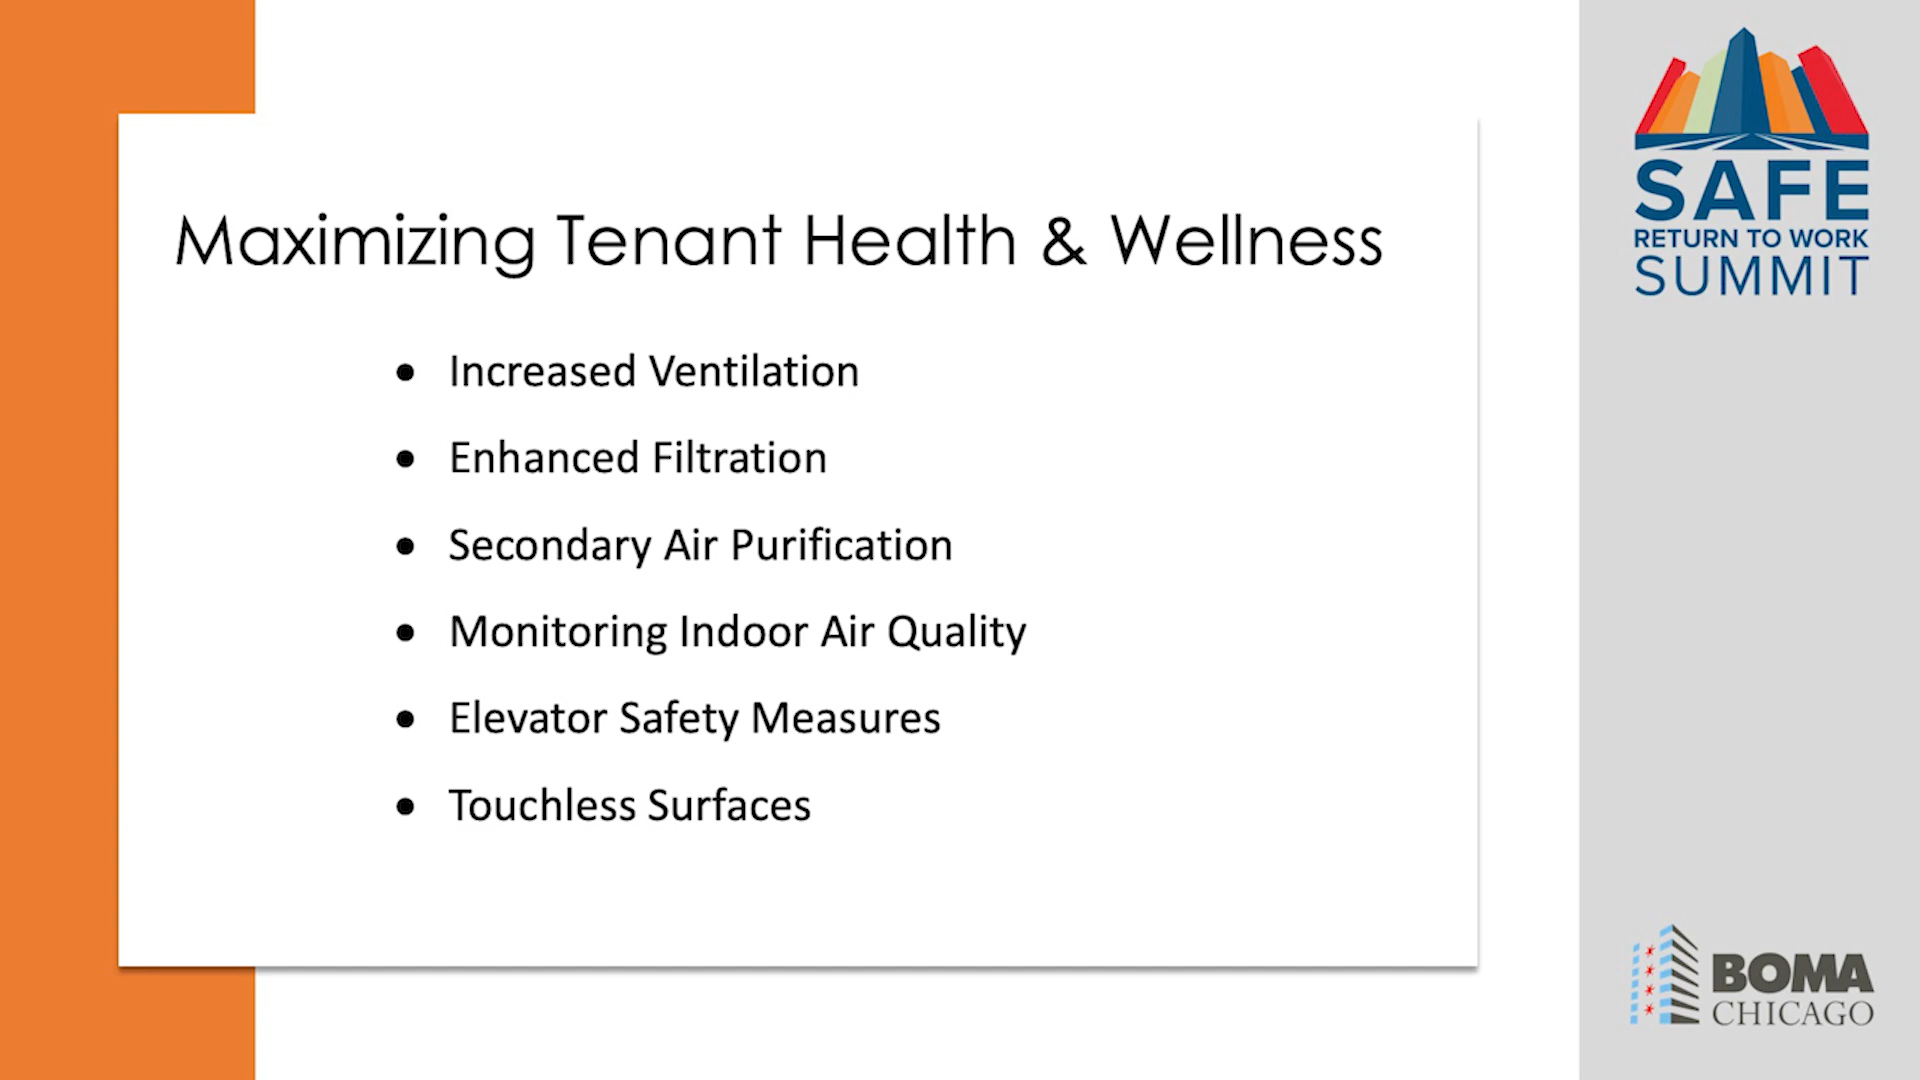 Maximizing Tenant Health & Wellness
• Increased Ventilation
• Enhanced Filtration
• Secondary Air Purification
• Monitoring Indoor Air Quality
• Elevator Safety Measures
• Touchless Surfaces
SAFE
RETURN TO WORK
SUMMIT
BOMA
CHICAGO